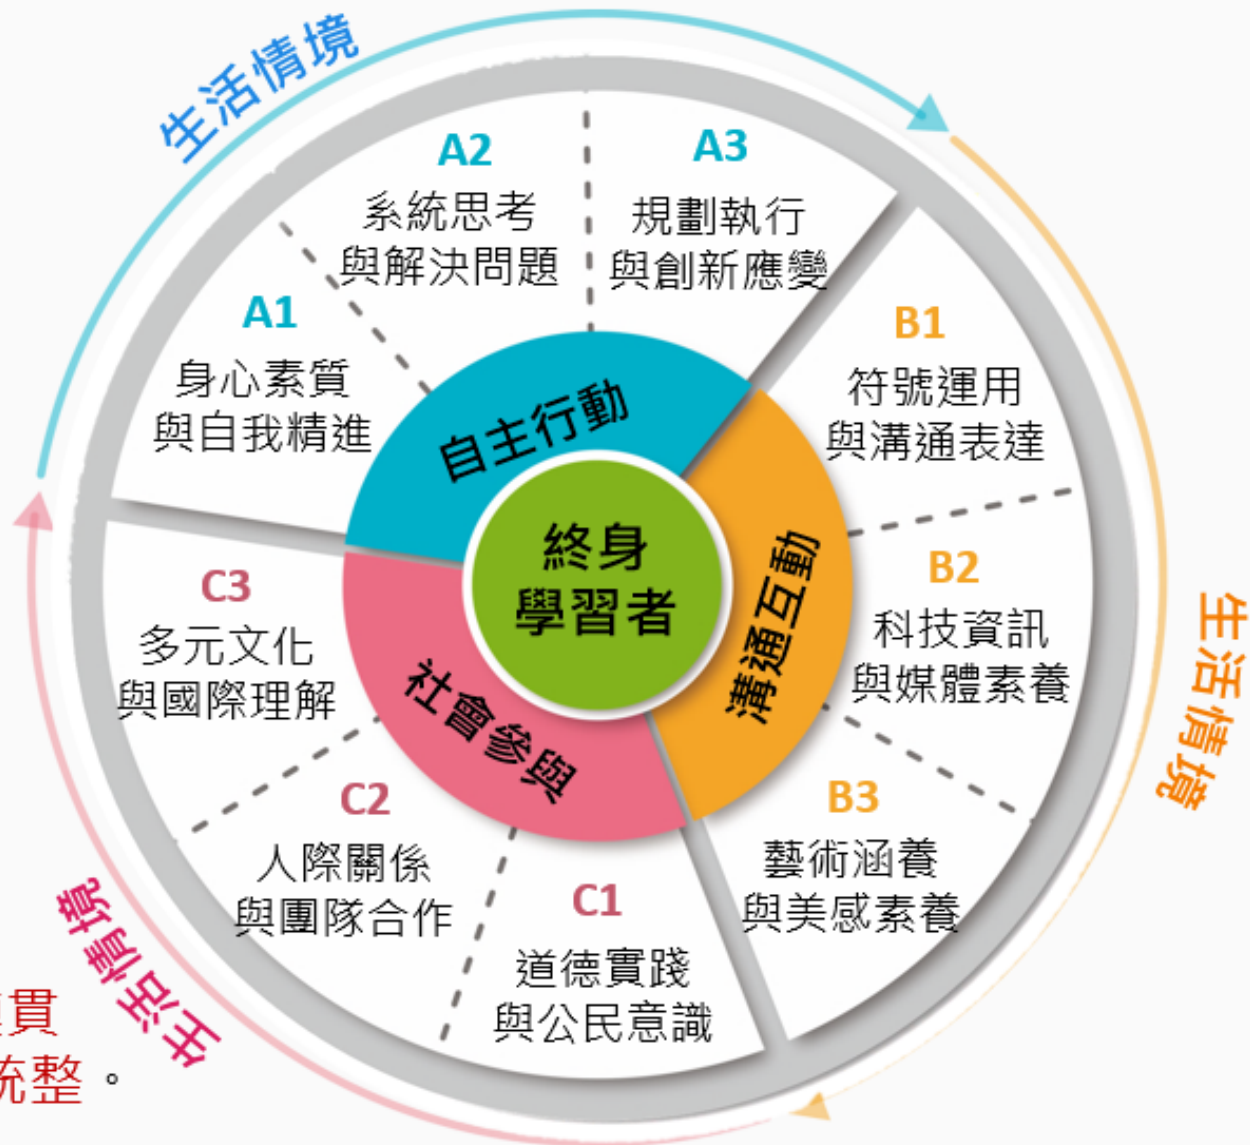 生活情境
A2
系統思考
與解決問題
A3
規劃執行
與創新應變
A1
身心素質
與自我精進
B1
符號運用
與溝通表達
自主行動
終身
學習者
溝通互動
社會參與
B2
科技資訊
與媒體素養
生活情境
C3
多元文化
與國際理解
B3
藝術涵養
與美感素養
C2
人際關係
與團隊合作
C1
道德實踐
與公民意識
生活情境
貫
統整。